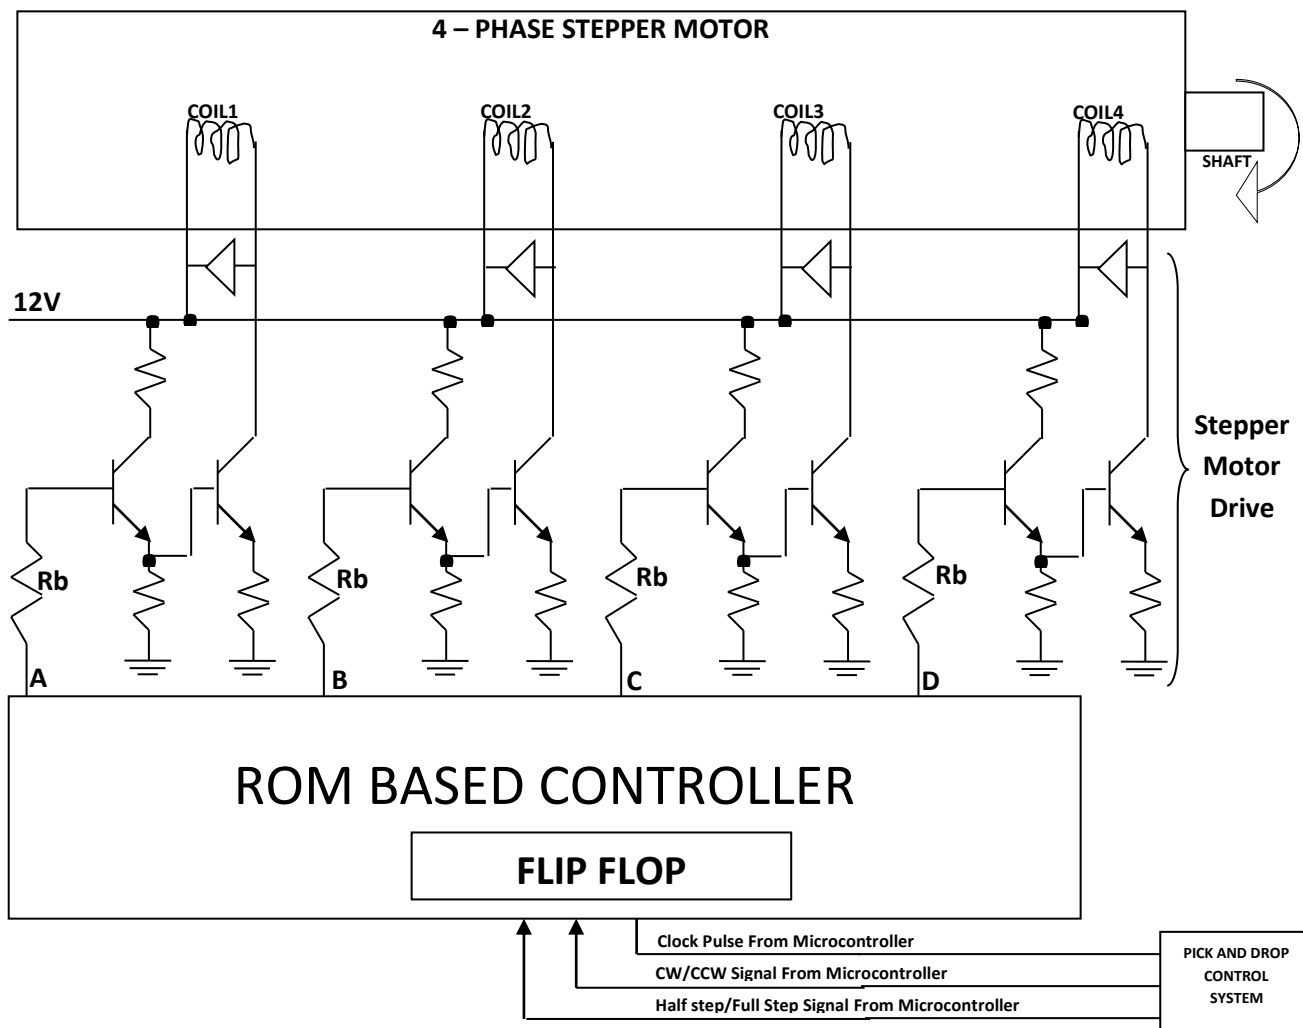 4 – PHASE STEPPER MOTOR
COIL1
COIL2
COIL3
COIL4
SHAFT
12V
Stepper
Motor
Drive
Rb
Rb
Rb
Rb
A
B
C
D
ROM BASED CONTROLLER
FLIP FLOP
Clock Pulse From Microcontroller
CW/CCW Signal From Microcontroller
Half step/Full Step Signal From Microcontroller
PICK AND DROP
CONTROL
SYSTEM